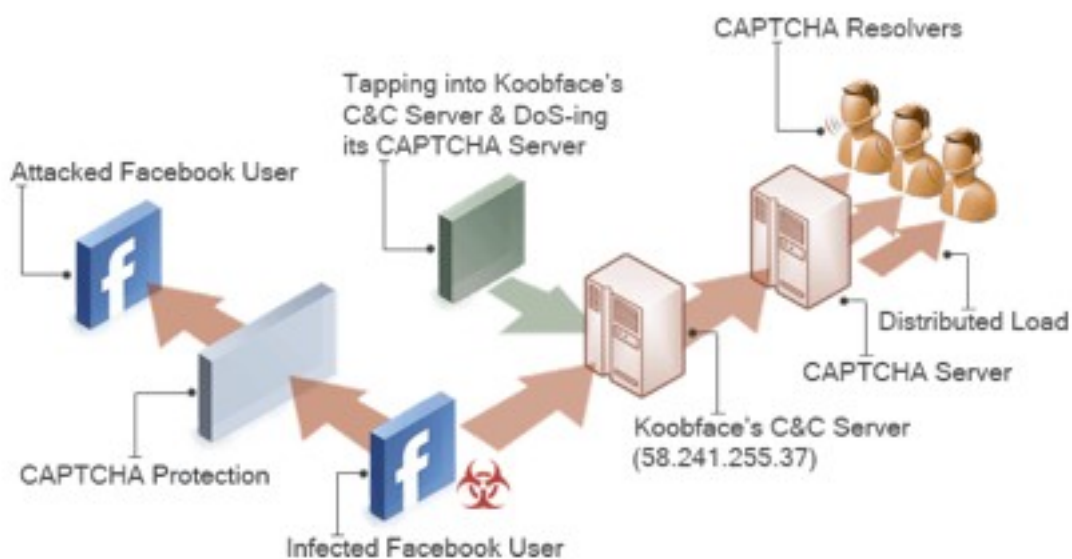 CAPTCHA Resolvers
Tapping into Koobface's
C&C Server & DoS-ing
its CAPTCHA Server
Attacked Facebook User
Distributed Load
CAPTCHA Server
Koobface's C&C Server
(58.241.255.37)
CAPTCHA Protection
Infected Facebook User